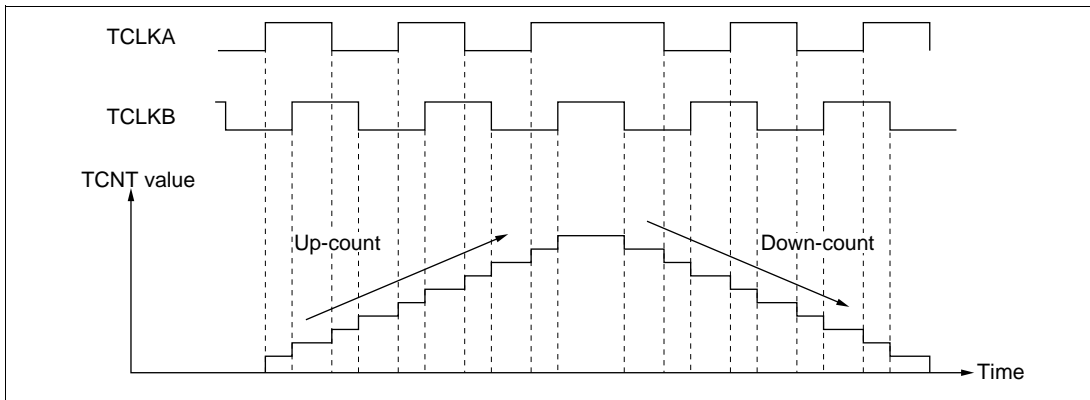 TCLKA
TCLKB
TCNT value
Up-count
Down-count
Time